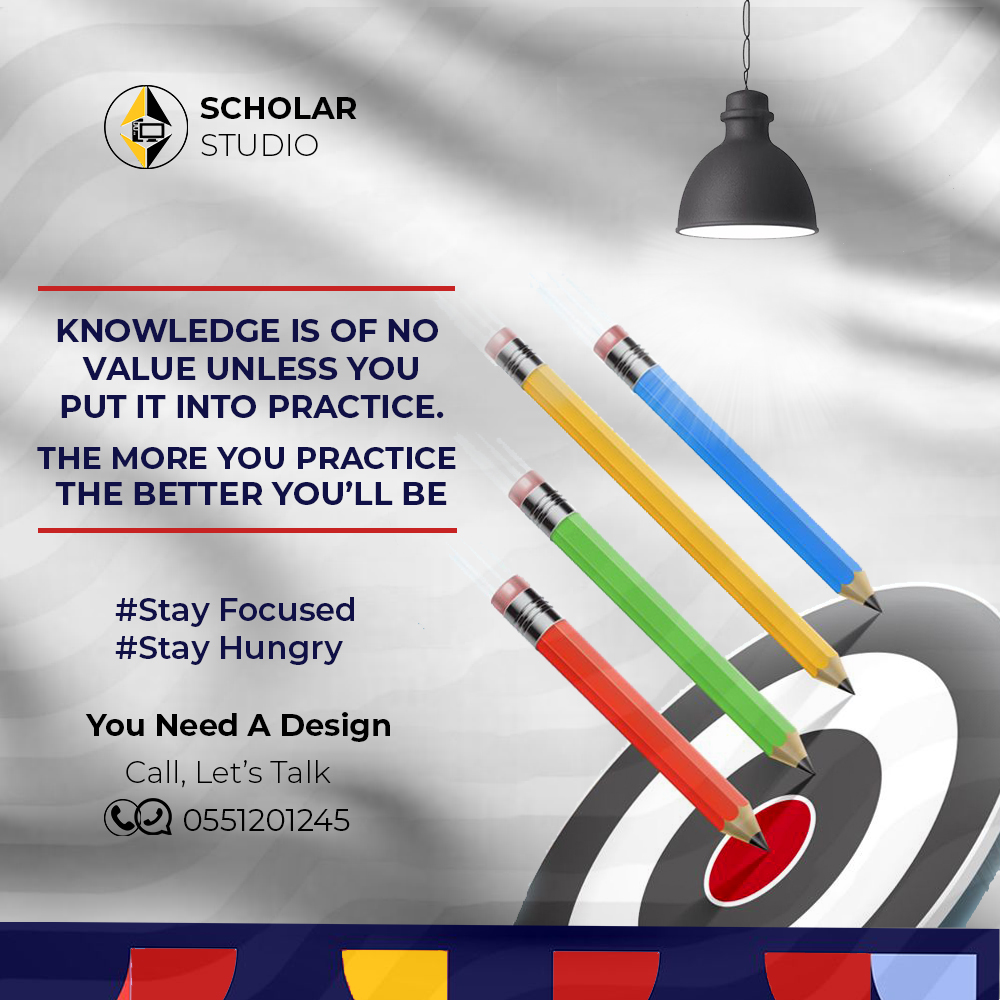 SCHOLAR
STUDIO
KNOWLEDGE IS OF NO
VALUE UNLESS YOU
PUT IT INTO PRACTICE.
THE MORE YOU PRACTICE
THE BETTER YOU’LL BE
#Stay Focused
#Stay Hungry
You Need A Design
Call, Let’s Talk
0551201245